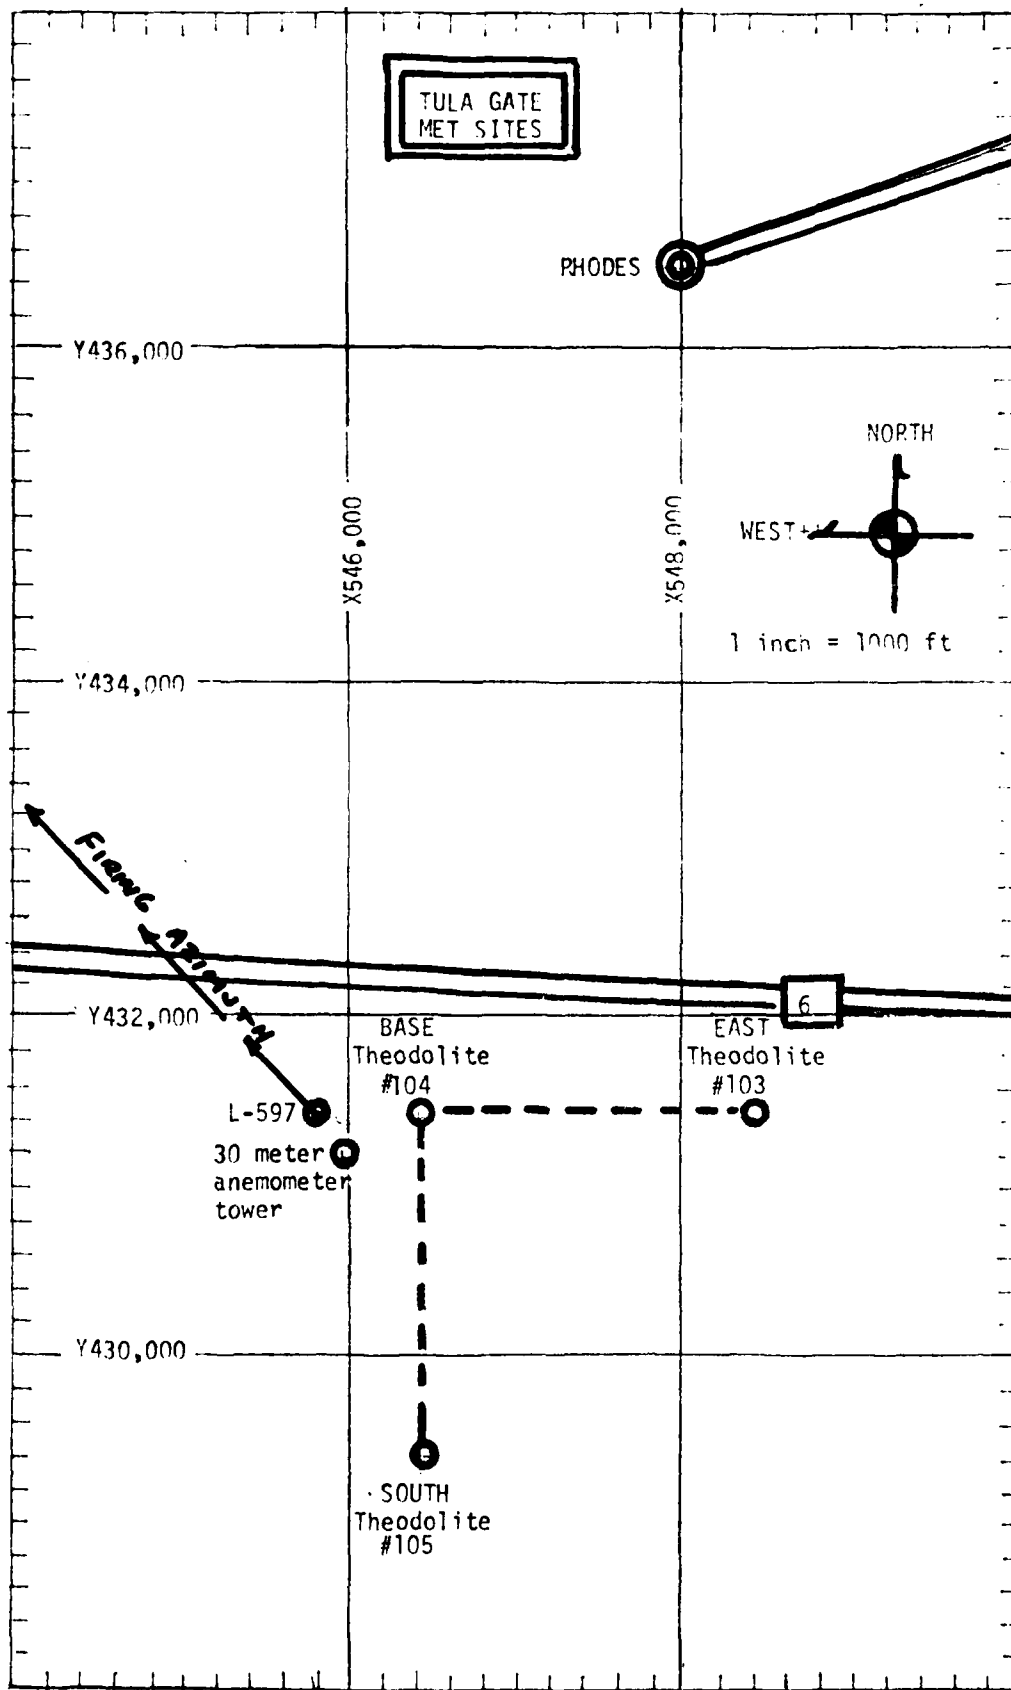 TULA GATE
MET SITES
RHODES
Y436,000
NORTH
X546,000
X548,000
WEST
1 inch = 1000 ft
Y434,000
FIRING AZIMUTH
6
Y432,000
BASE
Theodolite
#104
EAST
Theodolite
#103
L-597
30 meter
anemometer
tower
Y430,000
SOUTH
Theodolite
#105